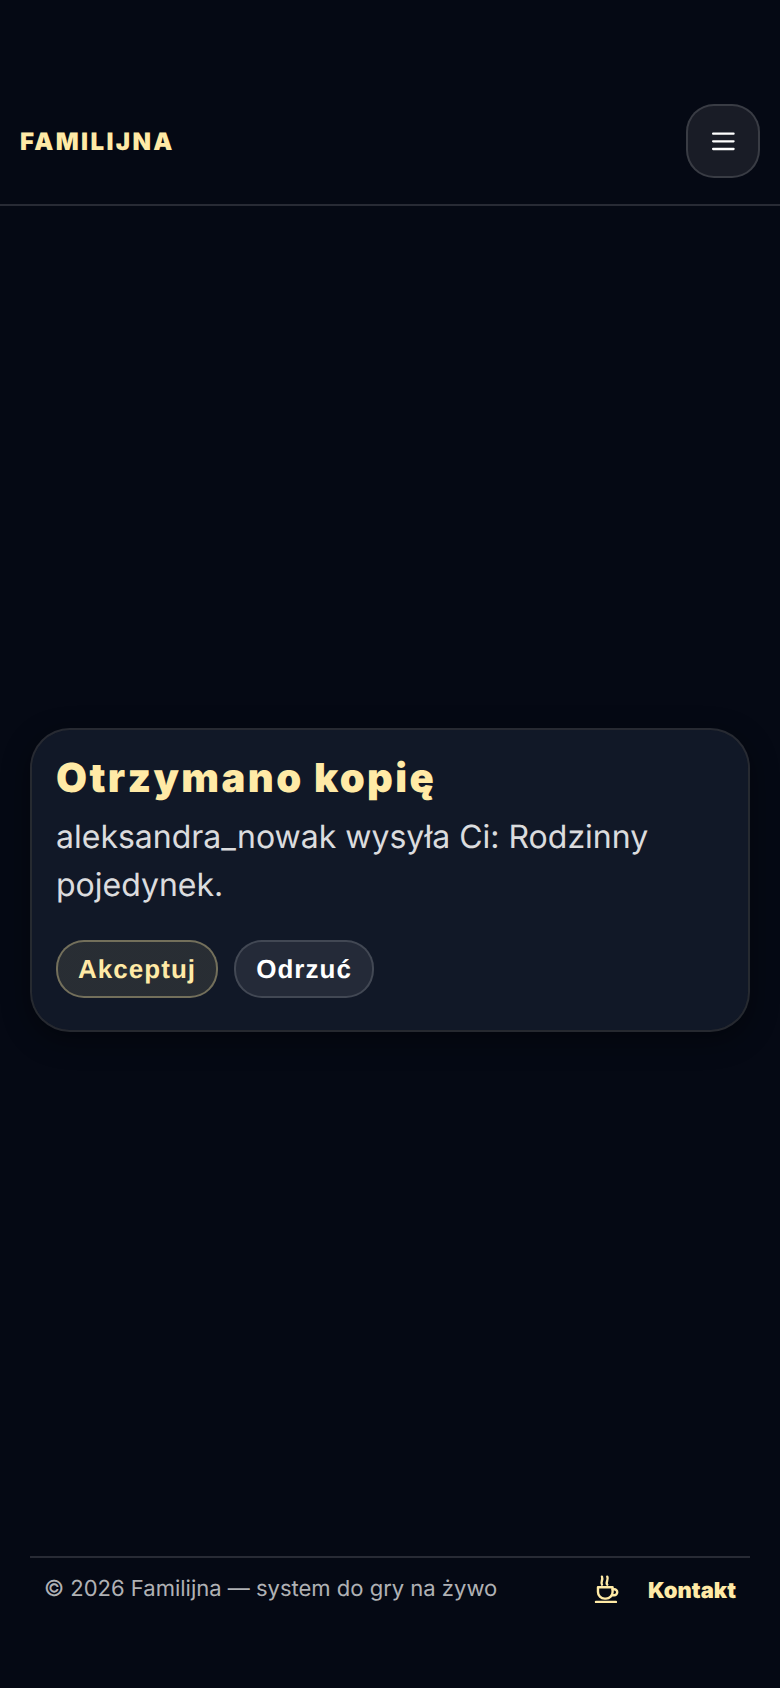 FAMILIJNA
Otrzymano kopię
aleksandra_nowak wysyła Ci: Rodzinny
pojedynek.
Akceptuj
Odrzuć
© 2026 Familijna — system do gry na żywo
Kontakt